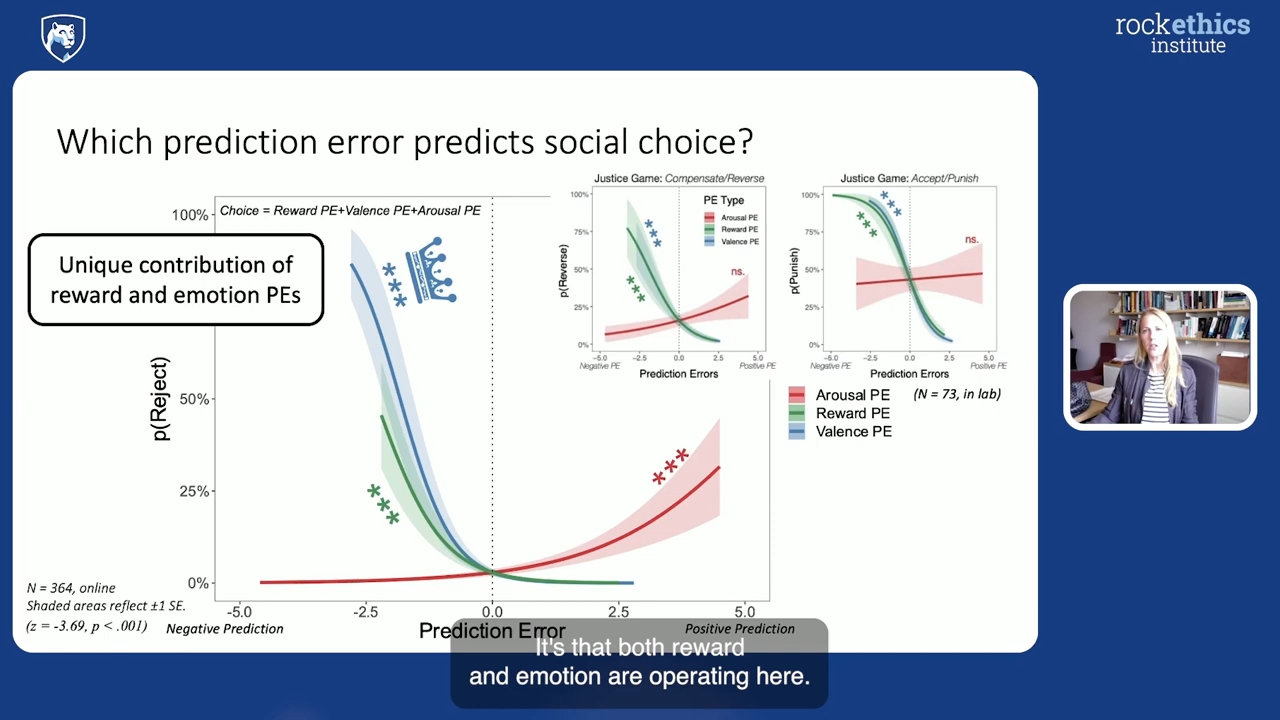 rockethics
institute
Which prediction error predicts social choice?
Choice = Reward PE+Valence PE+Arousal PE
Unique contribution of
reward and emotion PEs
100%
50%
25%
0%
p(Reject)
***
***
***
-5.0
-2.5
0.0
2.5
5.0
Negative Prediction
Prediction Error
Positive Prediction
N = 364, online
Shaded areas reflect ±1 SE.
(z = -3.69, p < .001)
Justice Game: Compensate/Reverse
100%
75%
50%
25%
0%
p(Reverse)
PE Type
Arousal PE
Reward PE
Valence PE
***
***
ns.
-5.0
-2.5
0.0
2.5
5.0
Negative PE
Positive PE
Prediction Errors
Justice Game: Accept/Punish
100%
75%
50%
25%
0%
p(Punish)
***
***
ns.
-5.0
-2.5
0.0
2.5
5.0
Negative PE
Positive PE
Prediction Errors
Arousal PE
Reward PE
Valence PE
(N = 73, in lab)
It's that both reward
and emotion are operating here.